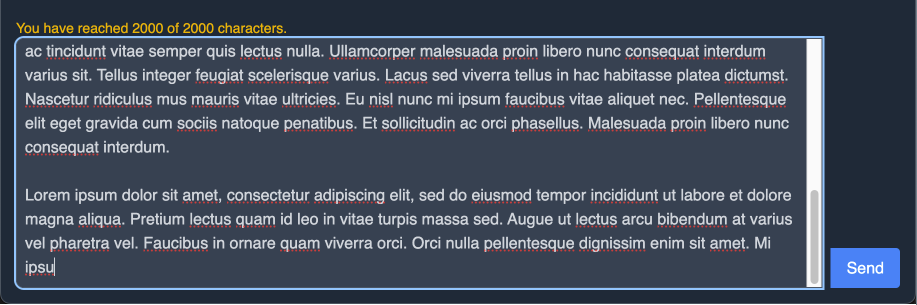 You have reached 2000 of 2000 characters.
ac tincidunt vitae semper quis lectus nulla. Ullamcorper malesuada proin libero nunc consequat interdum
varius sit. Tellus integer feugiat scelerisque varius. Lacus sed viverra tellus in hac habitasse platea dictumst.
Nascetur ridiculus mus mauris vitae ultricies. Eu nisl nunc mi ipsum faucibus vitae aliquet nec. Pellentesque
elit eget gravida cum sociis natoque penatibus. Et sollicitudin ac orci phasellus. Malesuada proin libero nunc
consequat interdum.
Lorem ipsum dolor sit amet, consectetur adipiscing elit, sed do eiusmod tempor incididunt ut labore et dolore
magna aliqua. Pretium lectus quam id leo in vitae turpis massa sed. Augue ut lectus arcu bibendum at varius
vel pharetra vel. Faucibus in ornare quam viverra orci. Orci nulla pellentesque dignissim enim sit amet. Mi
ipsu
Send